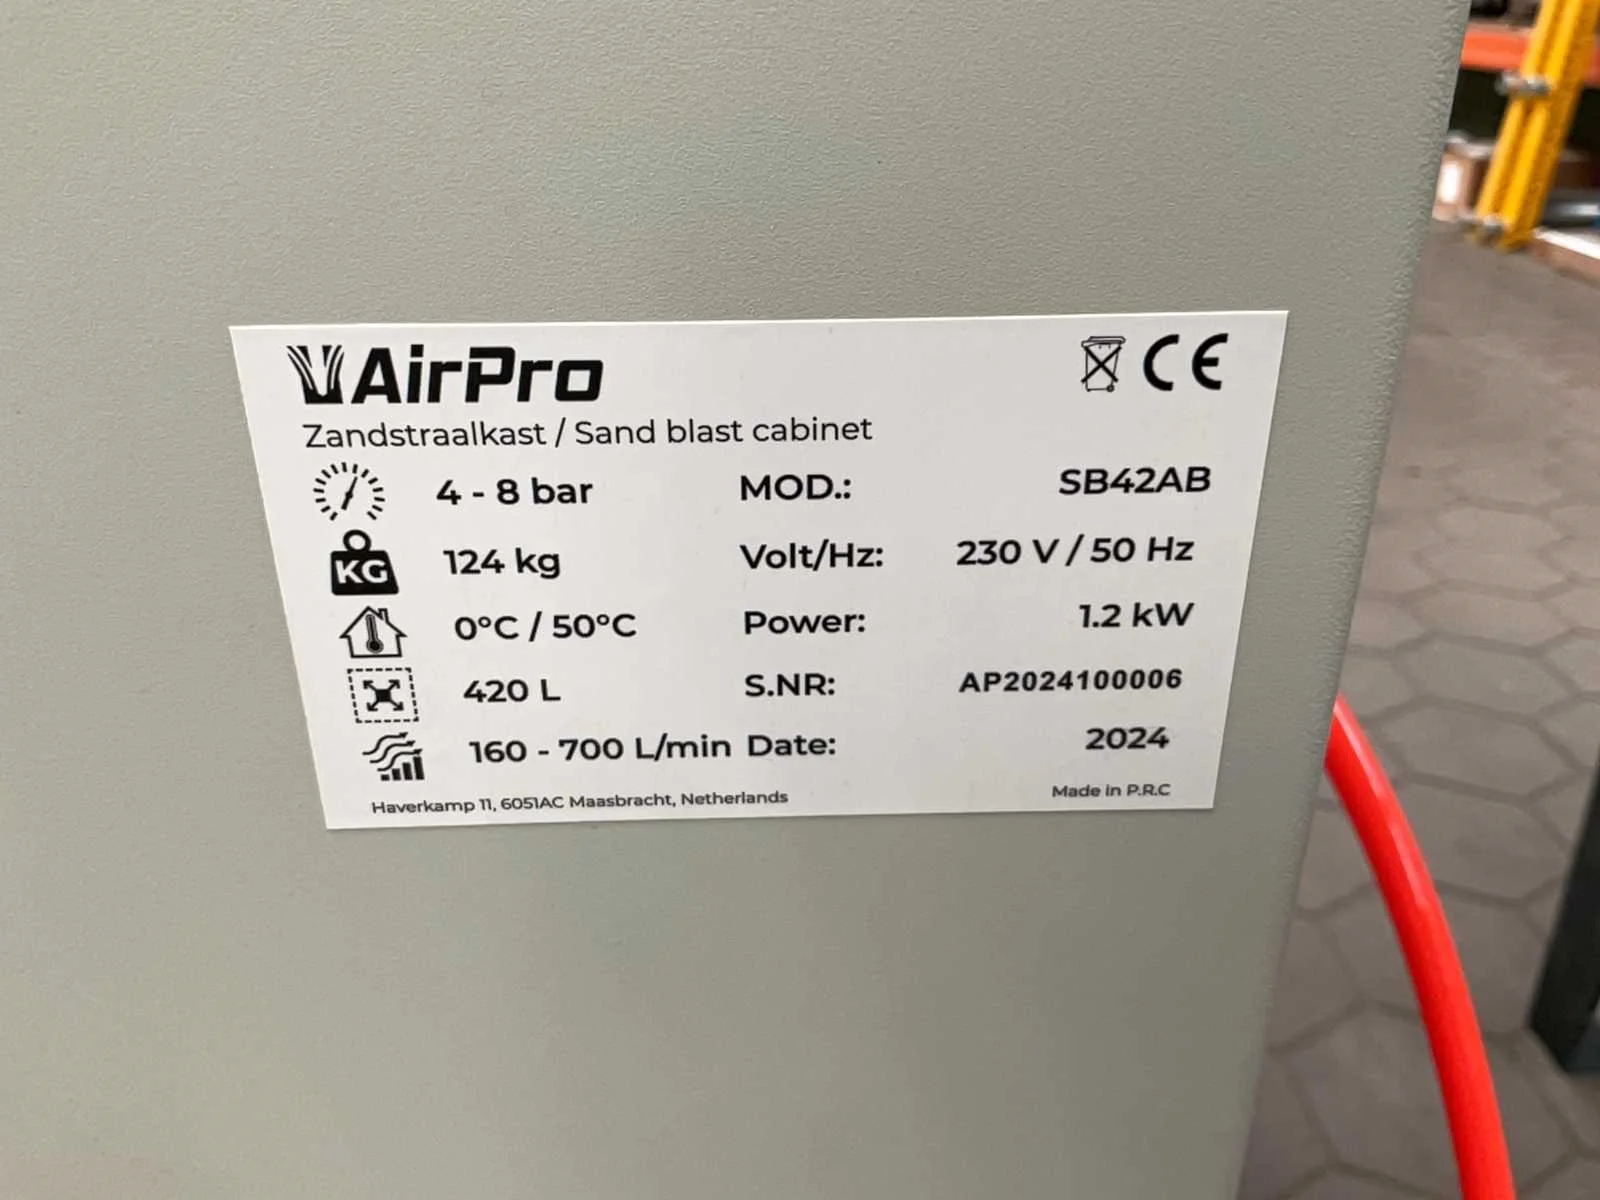 AirPro
CE
Zandstraalkast / Sand blast cabinet
4 - 8 bar MOD.: SB42AB
KG 124 kg Volt/Hz: 230 V / 50 Hz
0°C / 50°C Power: 1.2 kW
420 L S.NR: AP2024100006
160 - 700 L/min Date: 2024
Haverkamp 11, 6051AC Maasbracht, Netherlands Made in P.R.C